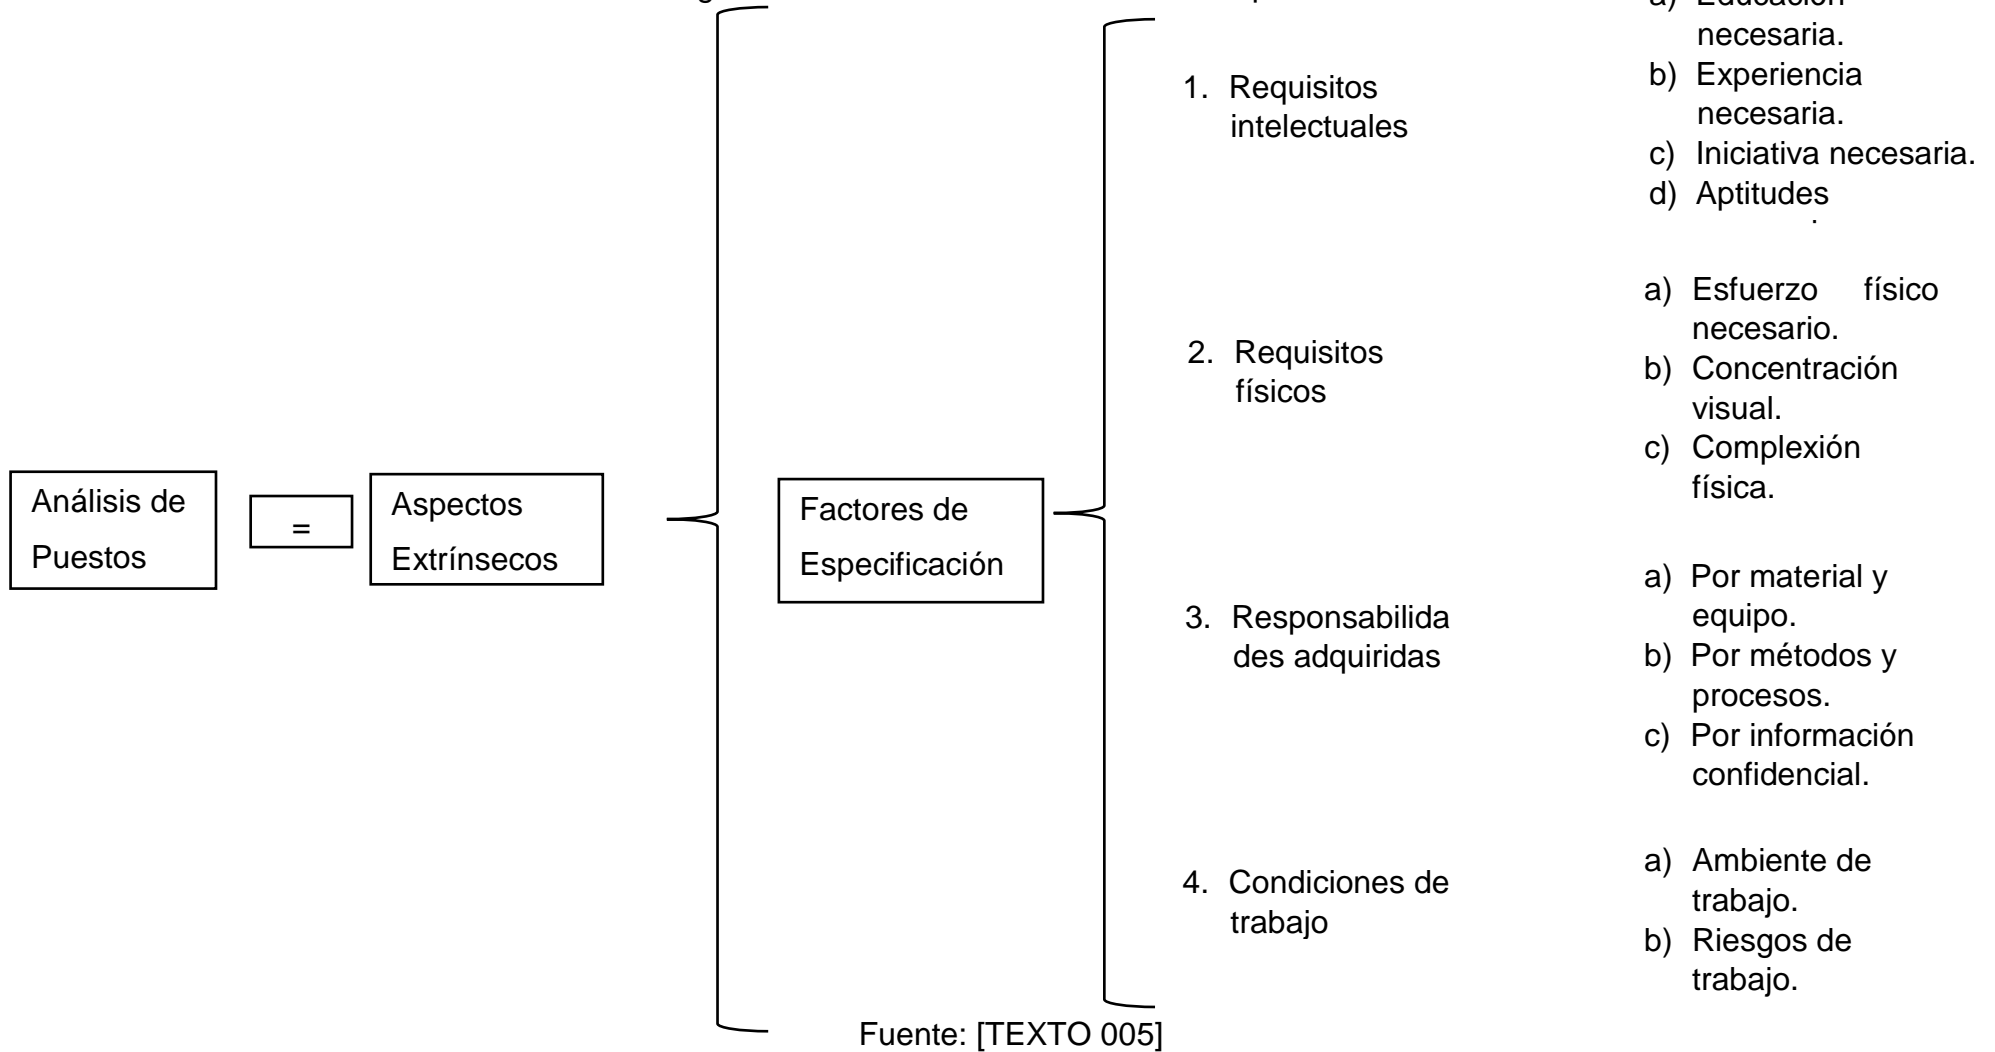 necesaria.
b) Experiencia
necesaria.
c) Iniciativa necesaria.
d) Aptitudes
1. Requisitos
intelectuales
a) Esfuerzo físico
necesario.
b) Concentración
visual.
c) Complexión
física.
2. Requisitos
físicos
Análisis de
Puestos
=
Aspectos
Extrínsecos
Factores de
Especificación
3. Responsabilida
des adquiridas
a) Por material y
equipo.
b) Por métodos y
procesos.
c) Por información
confidencial.
4. Condiciones de
trabajo
a) Ambiente de
trabajo.
b) Riesgos de
trabajo.
Fuente: [TEXTO 005]